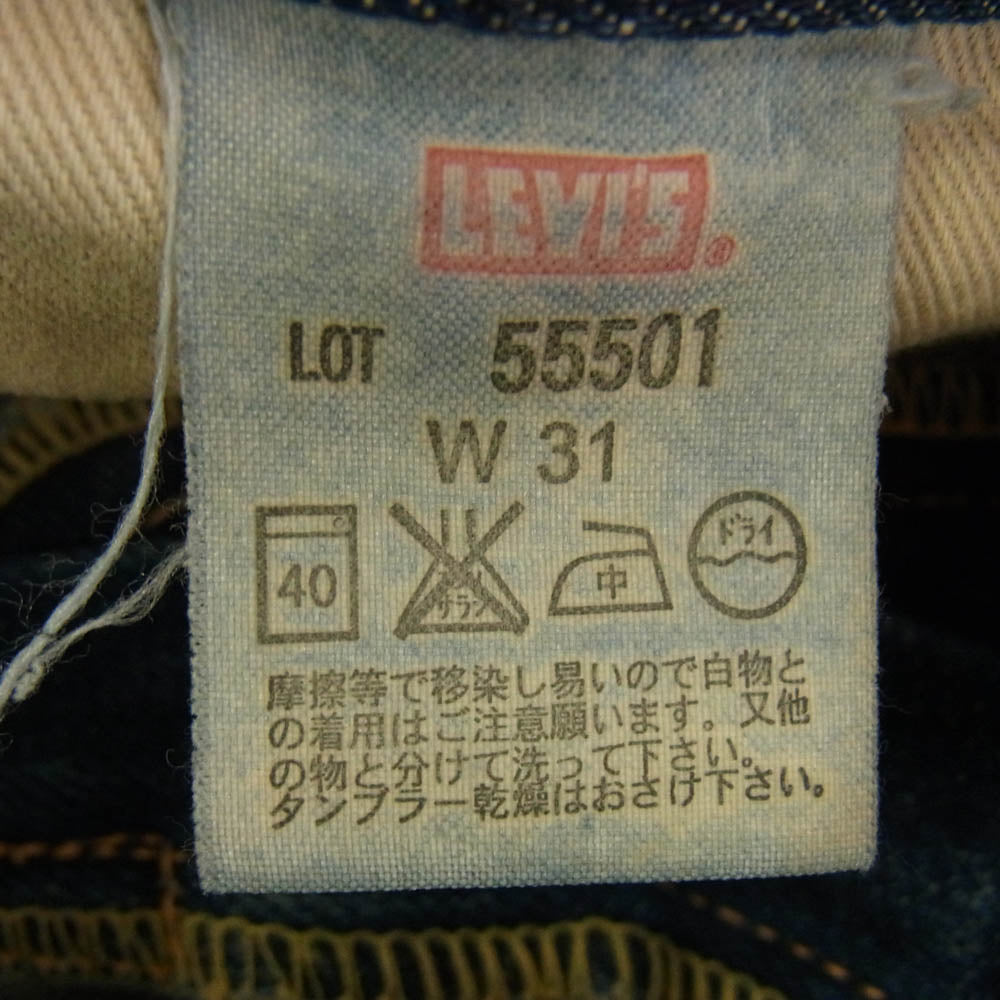 LEVI'S®
LOT 55501
W 31
40
エンソ
サラシ
中
ドライ
摩擦等で移染し易いので白物と
の着用はご注意願います。又他
の物と分けて洗って下さい。
タンブラー乾燥はおさけ下さい。